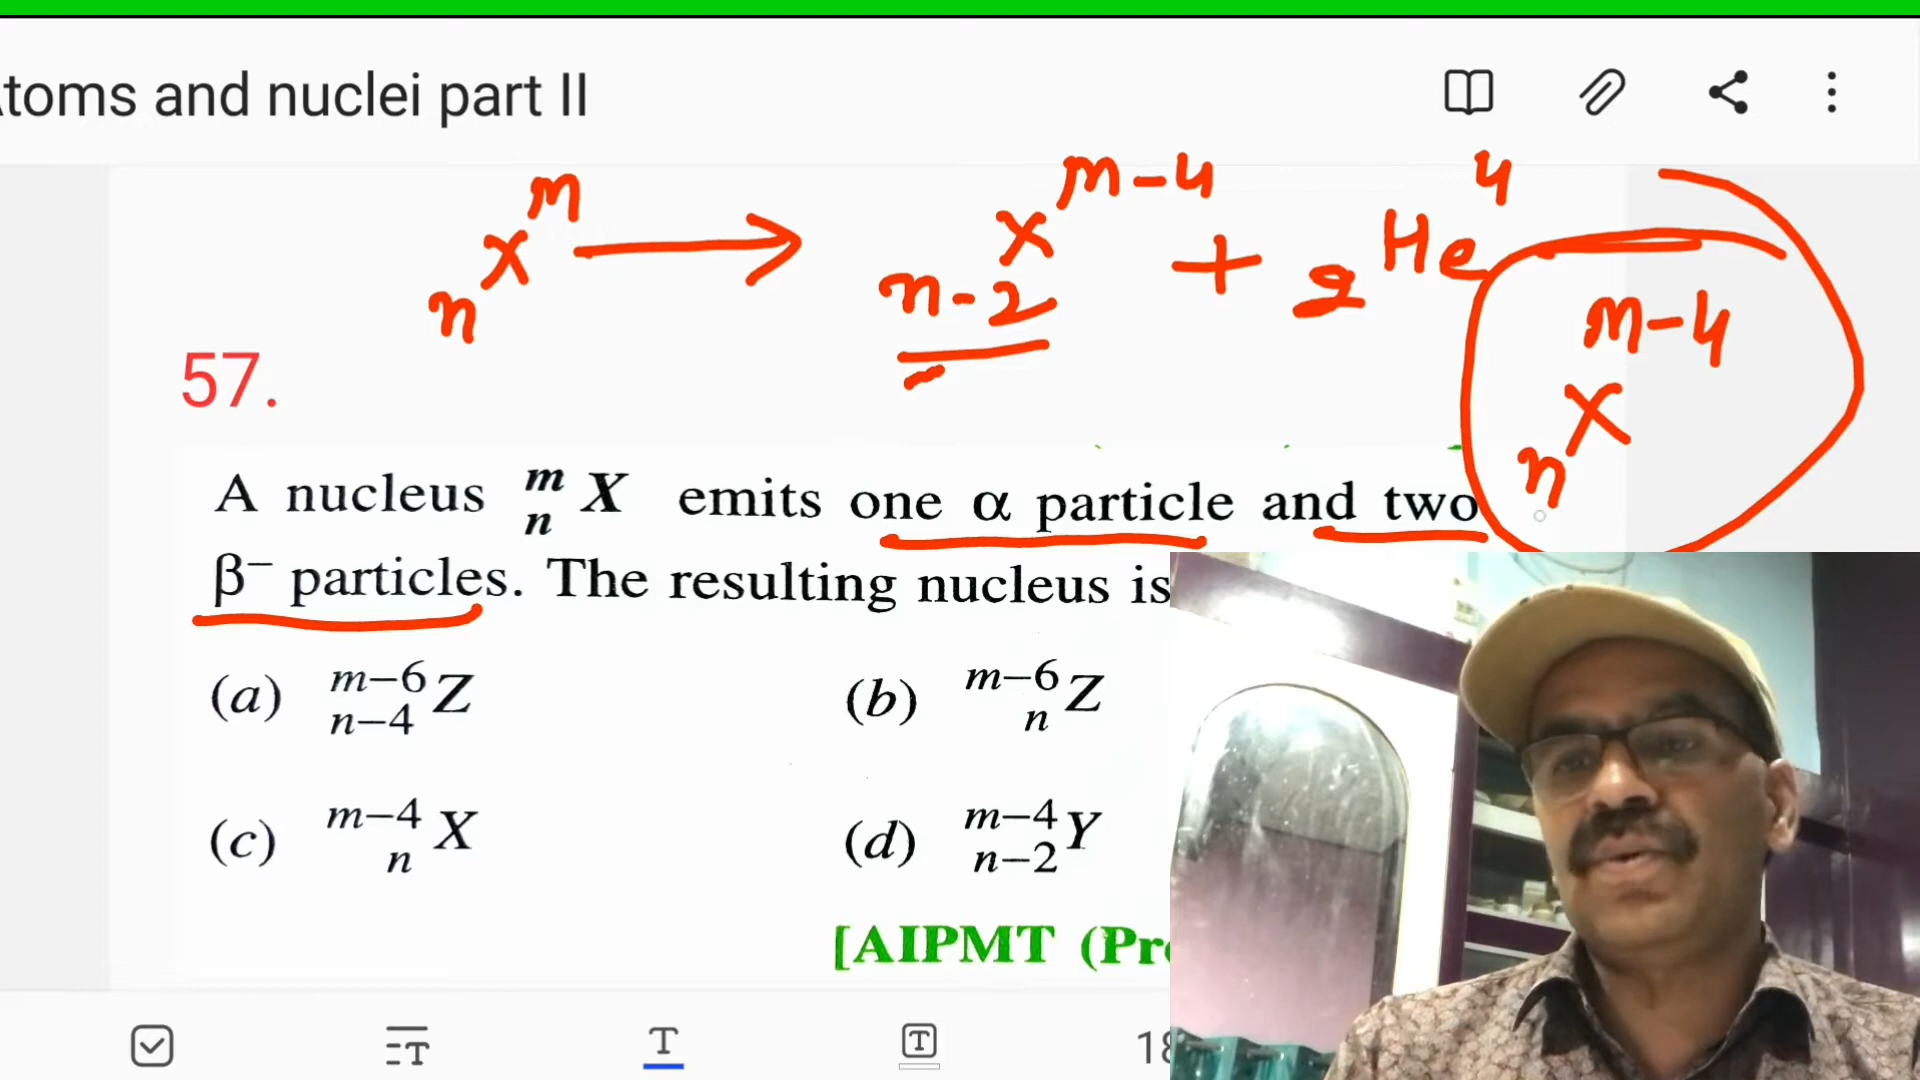 toms and nuclei part II
n X m → n-2 X m-4 + 2 He 4
m-4
X
n
57.
A nucleus m n X emits one α particle and two
β− particles. The resulting nucleus is
(a) m−6 n−4 Z (b) m−6 n Z
(c) m−4 n X (d) m−4 n−2 Y
[AIPMT (Pr
18